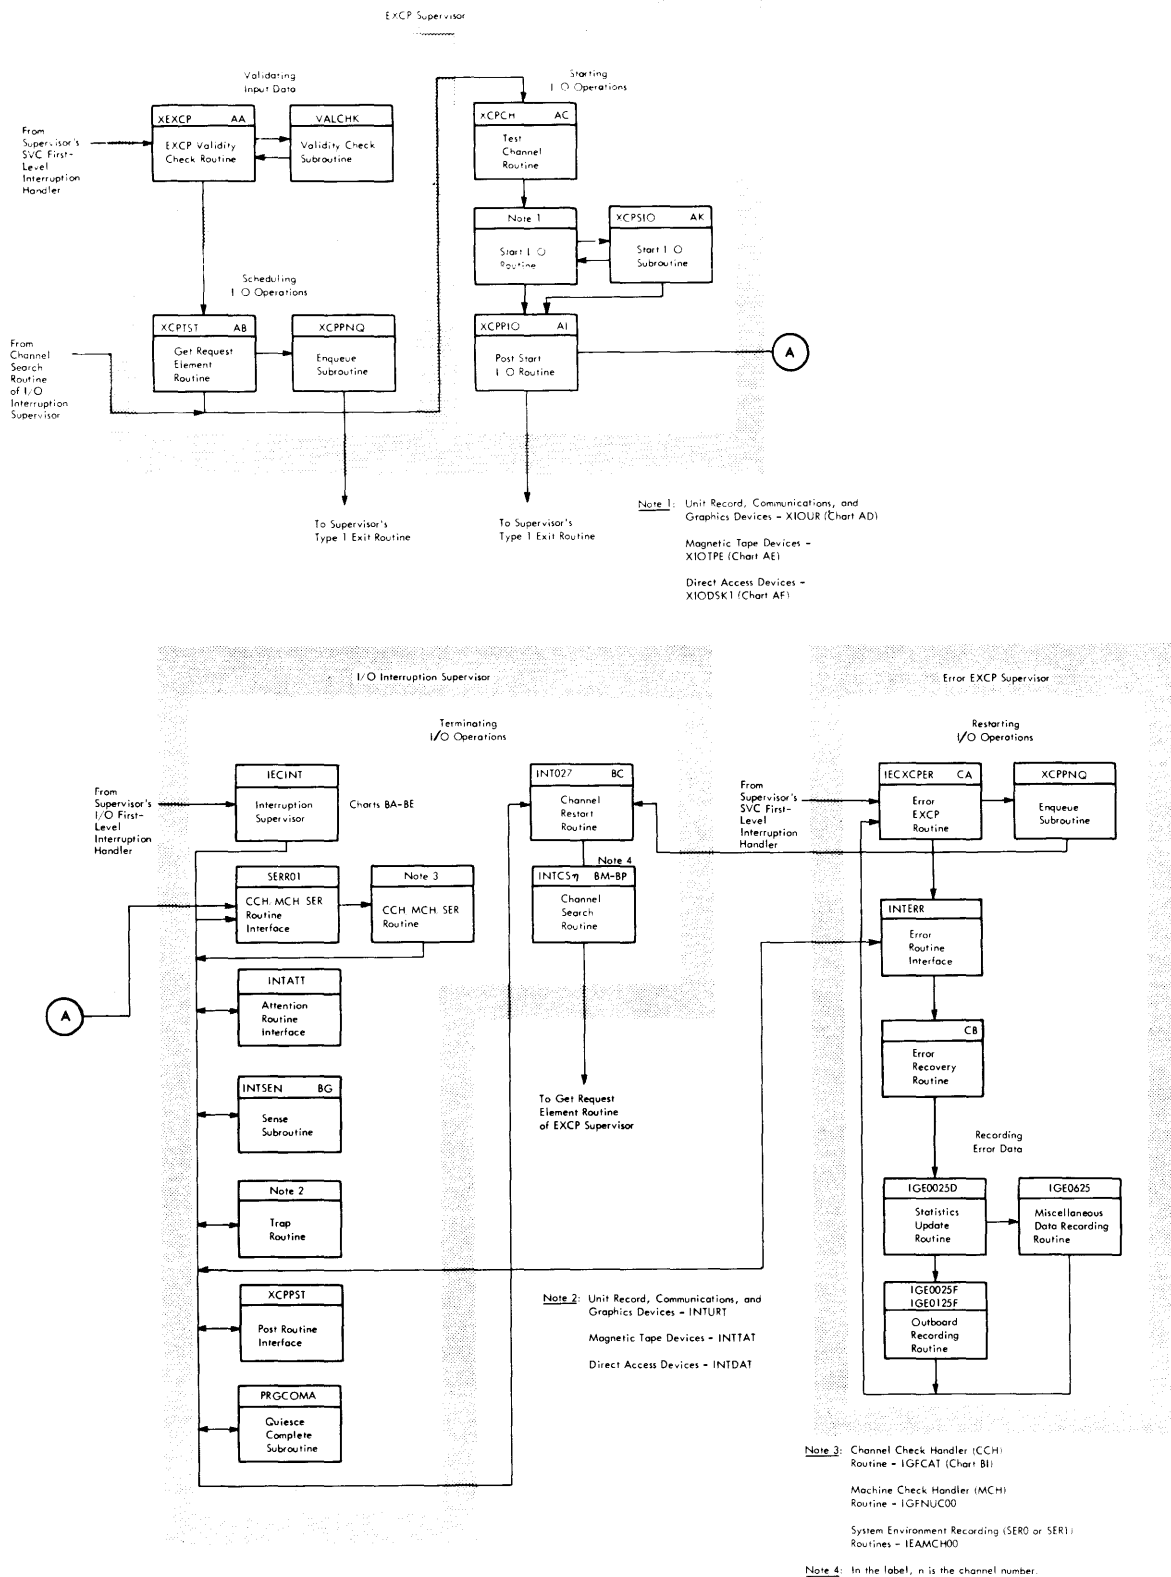 EXCP Supervisor
Validating
Input Data
Starting
I O Operations
XEXCP AA
EXCP Validity
Check Routine
VALCHK
Validity Check
Subroutine
From
Supervisor's
SVC First-
Level
Interruption
Handler
XCPCH AC
Test
Channel
Routine
Note 1
Start I O
Routine
XCPSIO AK
Start I O
Subroutine
Scheduling
I O Operations
XCPTST AB
Get Request
Element
Routine
XCPPNQ
Enqueue
Subroutine
XCPPIO AI
Post Start
I O Routine
A
From
Channel
Search
Routine
of I/O
Interruption
Supervisor
To Supervisor's
Type 1 Exit Routine
To Supervisor's
Type 1 Exit Routine
Note 1: Unit Record, Communications, and
Graphics Devices - XIOUR (Chart AD)
Magnetic Tape Devices -
XIOTPE (Chart AE)
Direct Access Devices -
XIODSK1 (Chart AF)
I/O Interruption Supervisor
Terminating
I/O Operations
IECINT
Interruption
Supervisor
Charts BA-BE
From
Supervisor's
I/O First-
Level
Interruption
Handler
INT027 BC
Channel
Restart
Routine
Note 4
INTCSη BM-BP
Channel
Search
Routine
SERR01
CCH MCH SER
Routine
Interface
Note 3
CCH MCH SER
Routine
A
INTATT
Attention
Routine
Interface
INTSEN BG
Sense
Subroutine
To Get Request
Element Routine
of EXCP Supervisor
Note 2
Trap
Routine
XCPPST
Post Routine
Interface
PRGCOMA
Quiesce
Complete
Subroutine
Note 2: Unit Record, Communications, and
Graphics Devices - INTURT
Magnetic Tape Devices - INTTAT
Direct Access Devices - INTDAT
Error EXCP Supervisor
Restarting
I/O Operations
From
Supervisor's
SVC First-
Level
Interruption
Handler
IECXCPER CA
Error
EXCP
Routine
XCPPNQ
Enqueue
Subroutine
INTERR
Error
Routine
Interface
CB
Error
Recovery
Routine
Recording
Error Data
IGE0025D
Statistics
Update
Routine
IGE0625
Miscellaneous
Data Recording
Routine
IGE0025F
IGE0125F
Outboard
Recording
Routine
Note 3: Channel Check Handler (CCH)
Routine - IGFCAT (Chart BI)
Machine Check Handler (MCH)
Routine - IGFNUC00
System Environment Recording (SER0 or SER1)
Routines - IEAMCH00
Note 4: In the label, n is the channel number.